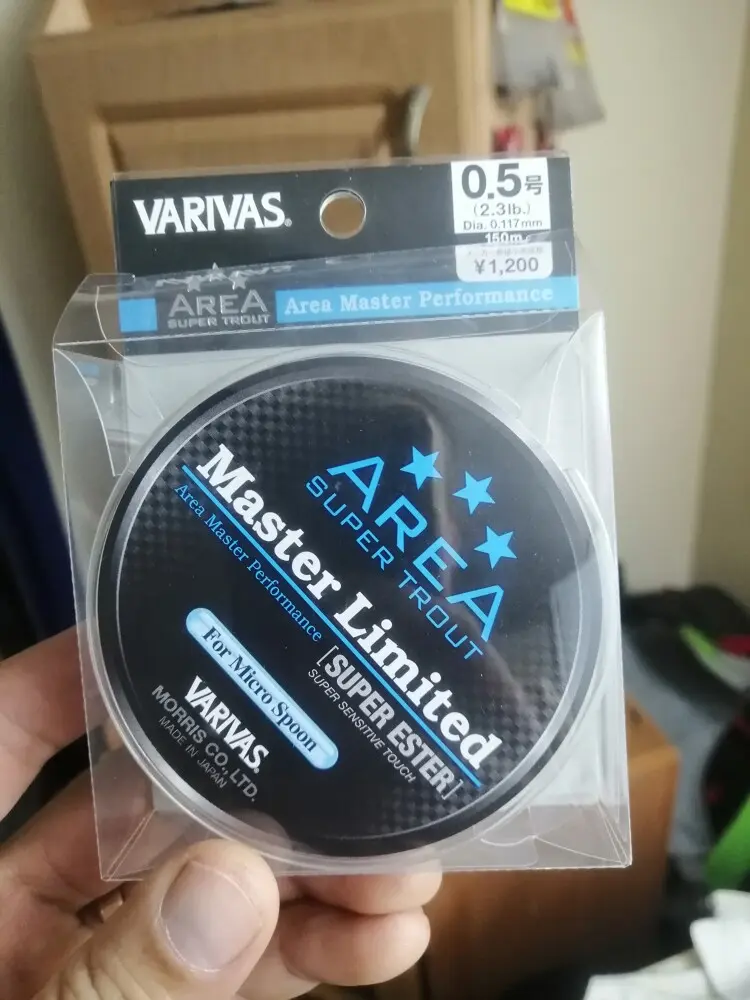 VARIVAS®
0.5号
(2.3lb.)
Dia. 0.117mm
150m
¥1,200
AREA
SUPER TROUT
Area Master Performance
AREA
SUPER TROUT
Master Limited
Area Master Performance
[SUPER ESTER]
SUPER SENSITIVE TOUCH
For Micro Spoon
VARIVAS.
MORRIS CO., LTD.
MADE IN JAPAN